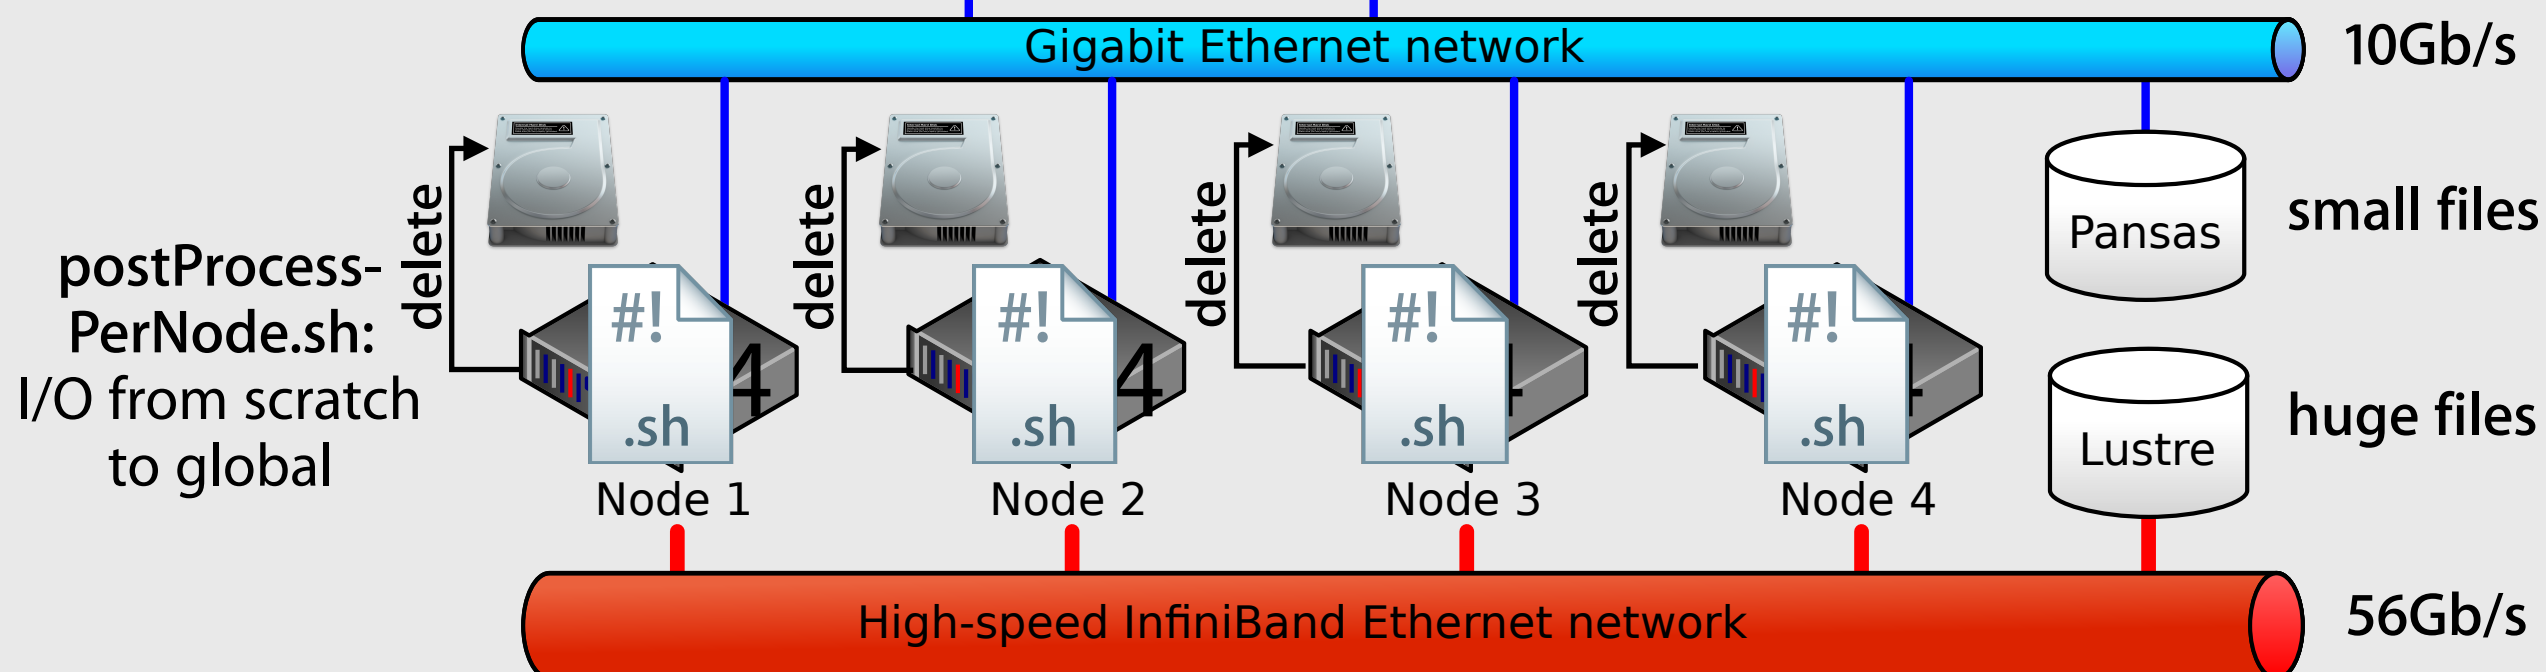 Gigabit Ethernet network
10Gb/s
delete
delete
delete
delete
postProcess-
PerNode.sh:
I/O from scratch
to global
#!
.sh
4
#!
.sh
4
#!
.sh
#!
.sh
Pansas
small files
Lustre
huge files
Node 1
Node 2
Node 3
Node 4
High-speed InfiniBand Ethernet network
56Gb/s